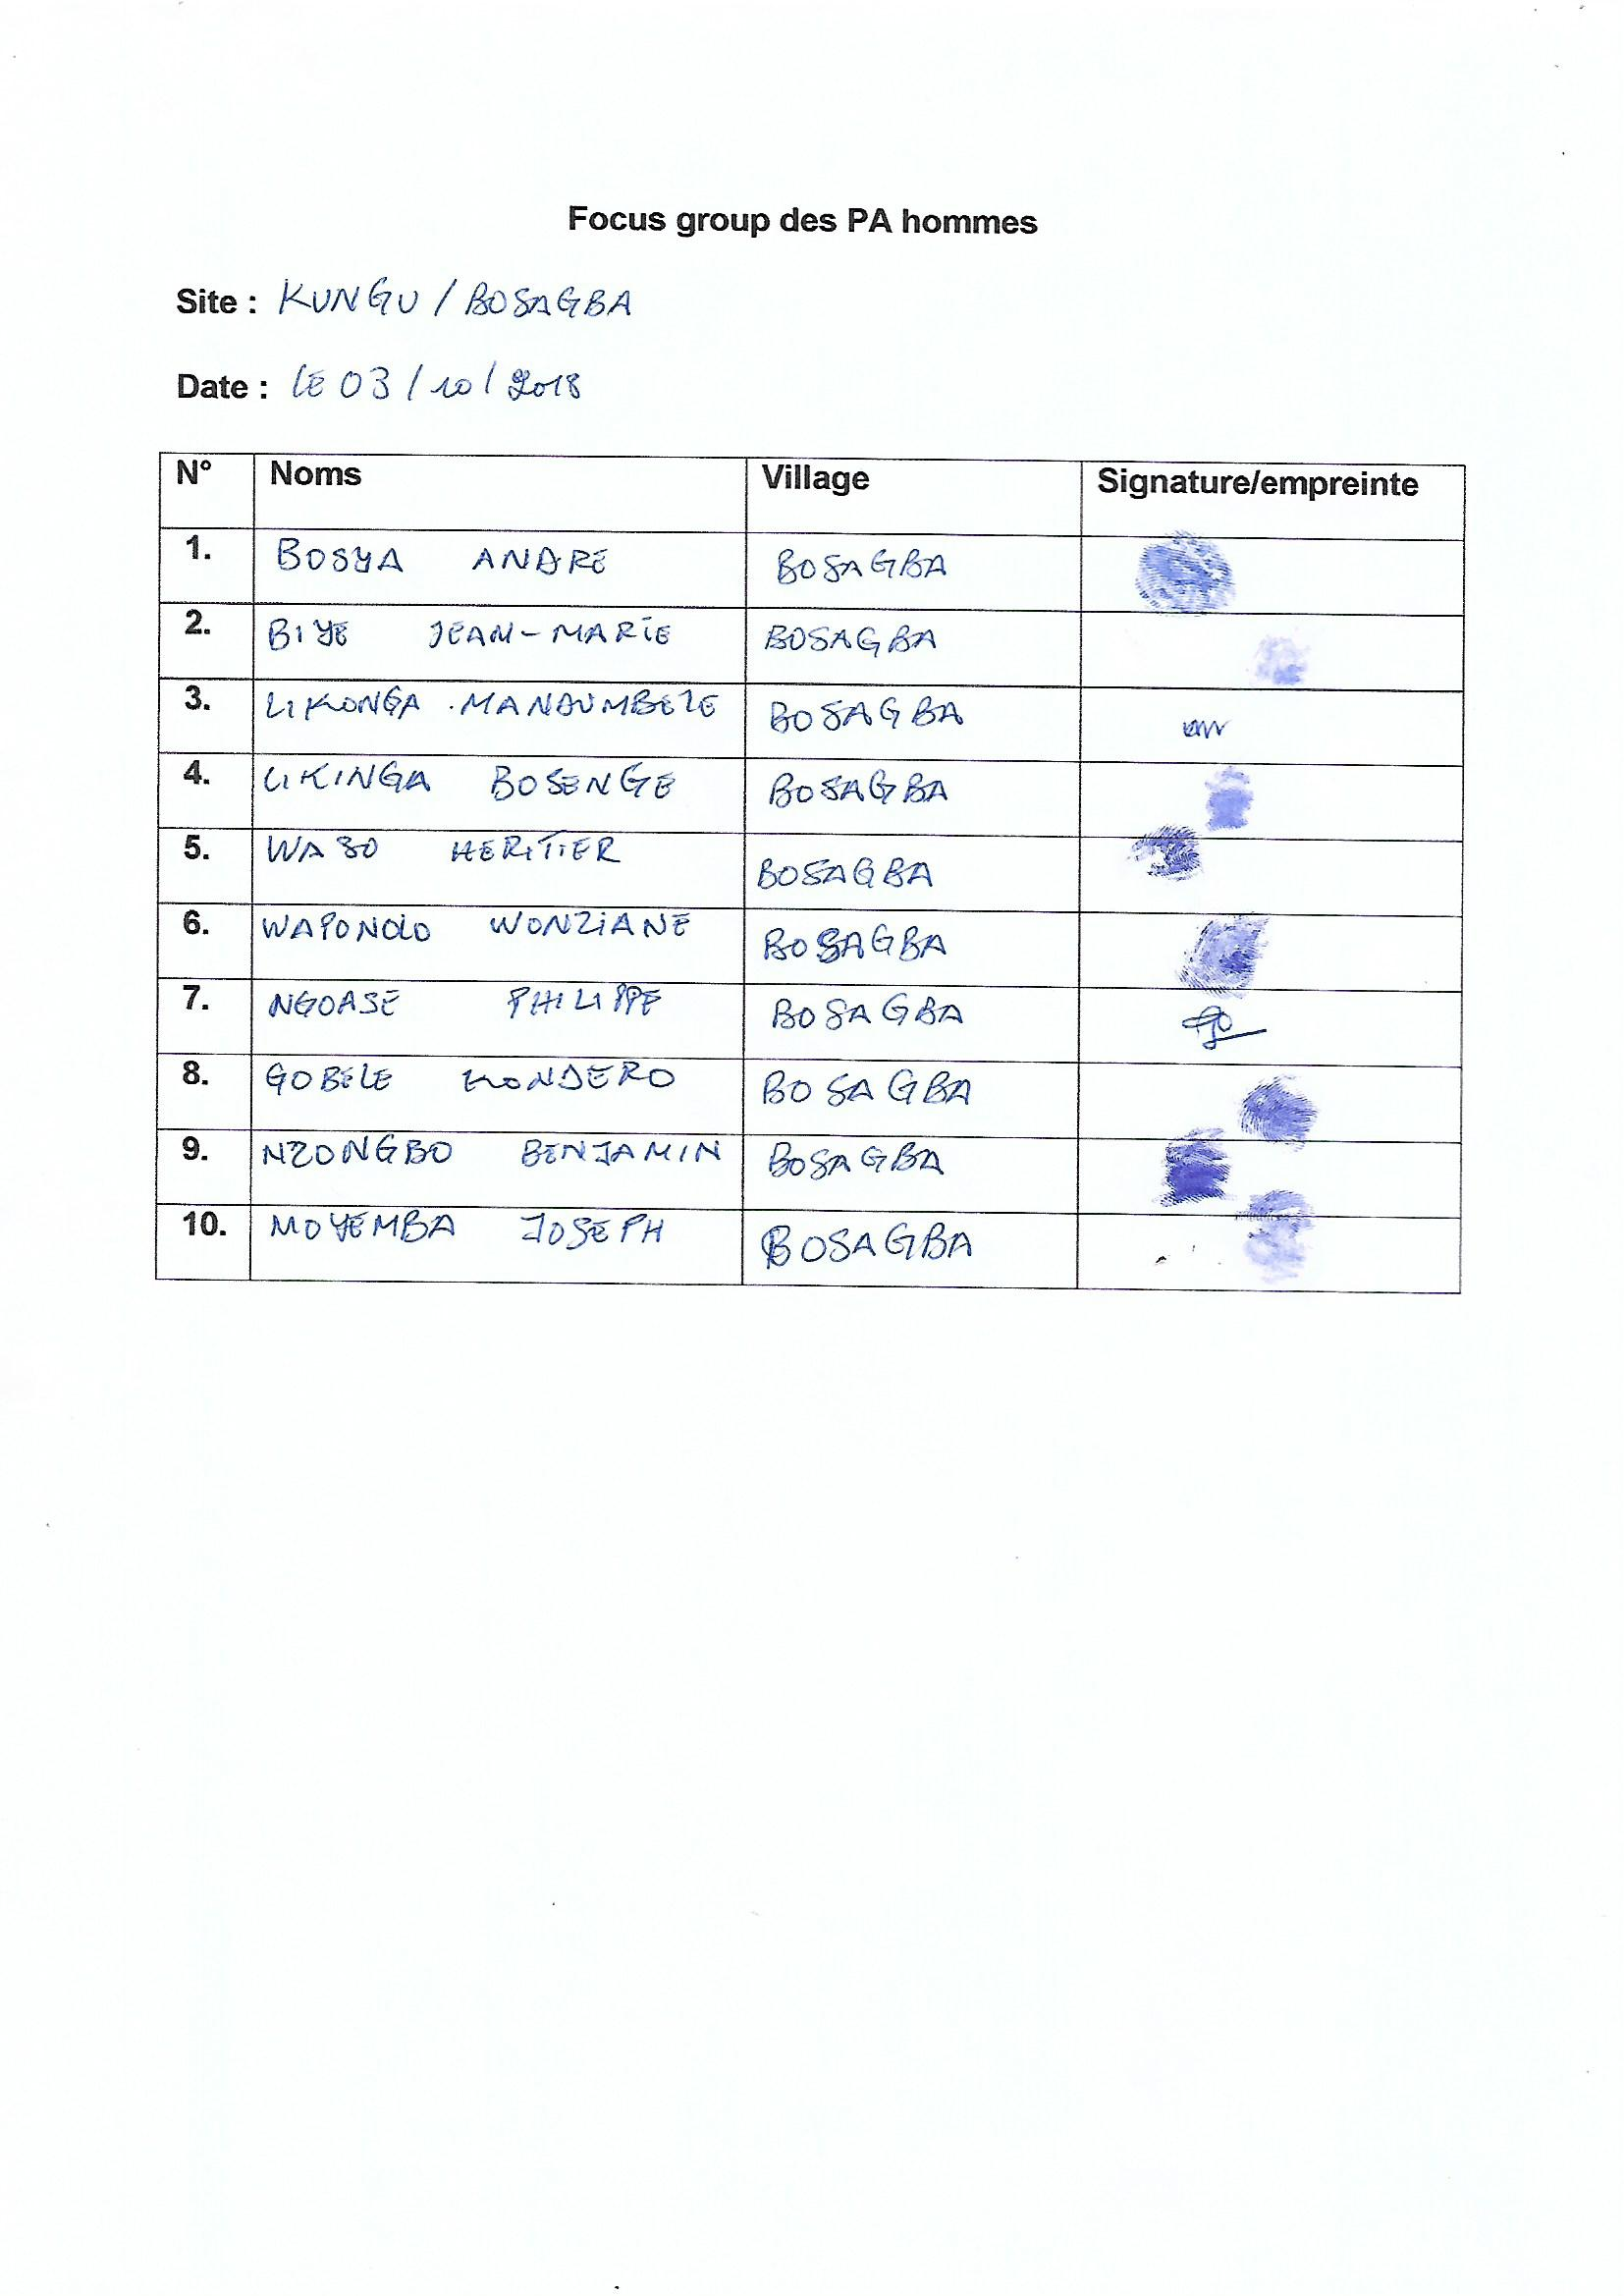 Focus group des PA hommes
Site : KUNGU / BOSAGBA
Date : LE 03 / 10 / 2018
N° Noms Village Signature/empreinte
1. BOSYA ANDRE BOSAGBA
2. BIYE JEAN-MARIE BOSAGBA
3. LIKONGA MANDUMBELE BOSAGBA
4. LIKINGA BOSENGE BOSAGBA
5. WASO HERITIER BOSAGBA
6. WAPONOLO WONZIANE BOSAGBA
7. NGOASE PHILIPPE BOSAGBA
8. GOBELE KONDERO BOSAGBA
9. NZONGBO BENJAMIN BOSAGBA
10. MOYEMBA JOSEPH BOSAGBA